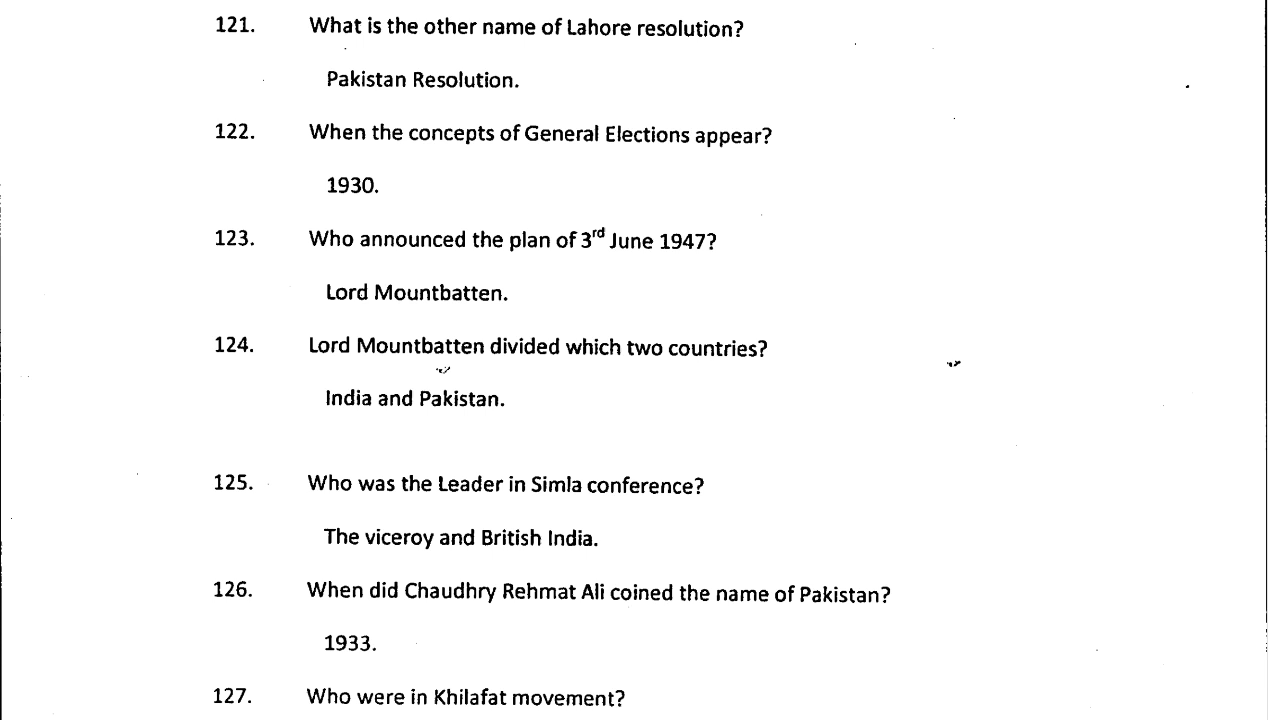 121. What is the other name of Lahore resolution?
Pakistan Resolution.
122. When the concepts of General Elections appear?
1930.
123. Who announced the plan of 3rd June 1947?
Lord Mountbatten.
124. Lord Mountbatten divided which two countries?
India and Pakistan.
125. Who was the Leader in Simla conference?
The viceroy and British India.
126. When did Chaudhry Rehmat Ali coined the name of Pakistan?
1933.
127. Who were in Khilafat movement?